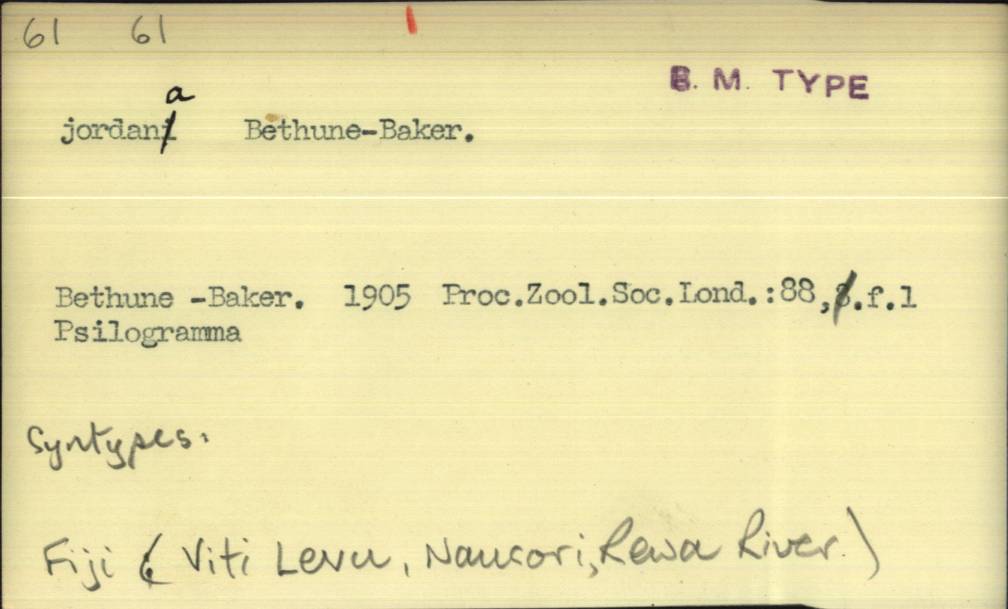 61 61
B. M. TYPE
jordana Bethune-Baker.
Bethune -Baker. 1905 Proc.Zool.Soc.Lond.:88, .f.1
Psilogramma
Syntypes:
Fiji ( Viti Levu, Nausori, Rewa River. )